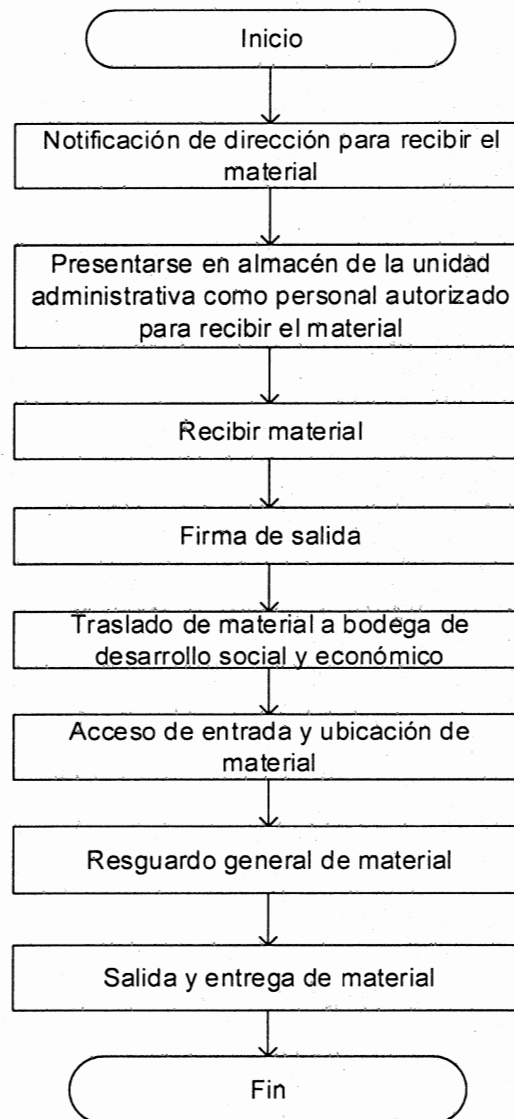 Inicio
Notificación de dirección para recibir el
material
Presentarse en almacén de la unidad
administrativa como personal autorizado
para recibir el material
Recibir material
Firma de salida
Traslado de material a bodega de
desarrollo social y económico
Acceso de entrada y ubicación de
material
Resguardo general de material
Salida y entrega de material
Fin